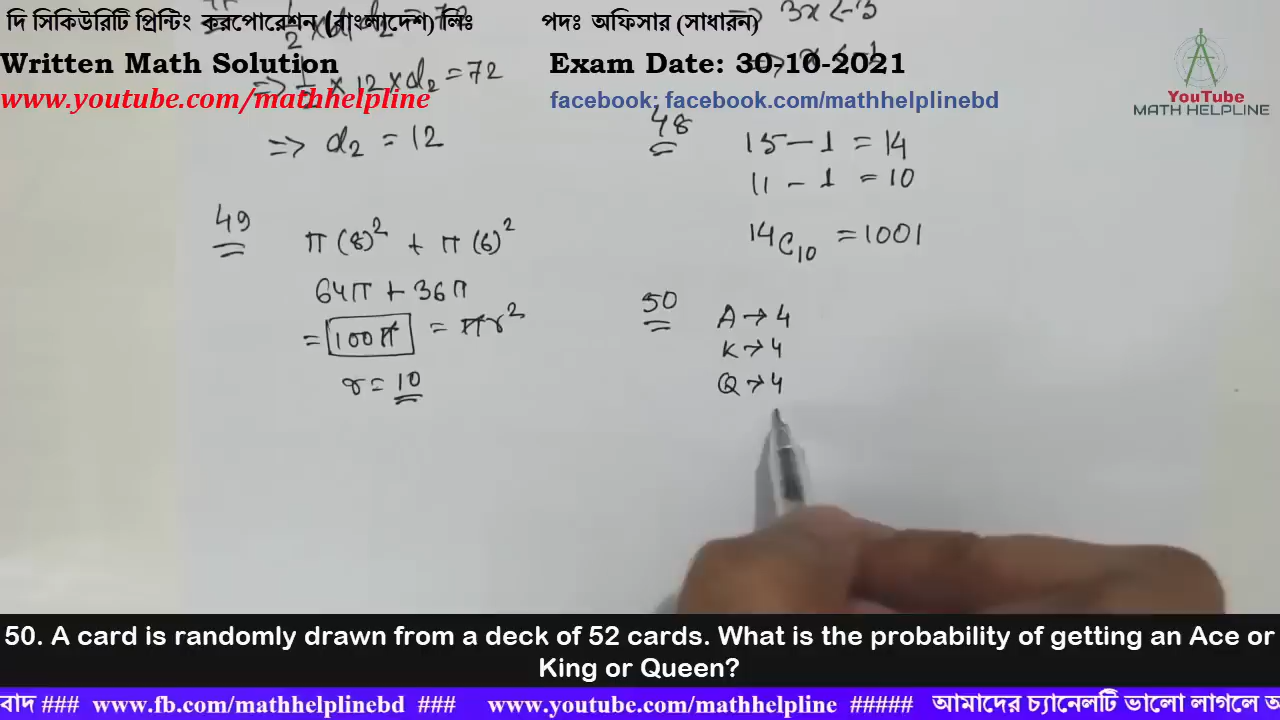 দি সিকিউরিটি প্রিন্টিং করপোরেশন (বাংলাদেশ) লিঃ
পদঃ অফিসার (সাধারন)
Written Math Solution
Exam Date: 30-10-2021
www.youtube.com/mathhelpline
facebook: facebook.com/mathhelplinebd
YouTube
MATH HELPLINE
=> 1/2 × 12 × d₂ = 72
=> d₂ = 12
=> 3x < -3
48
15 - 1 = 14
11 - 1 = 10
14C10 = 1001
49
π(8)² + π(6)²
64π + 36π
= 100π = πr²
r = 10
50
A → 4
K → 4
Q → 4
50. A card is randomly drawn from a deck of 52 cards. What is the probability of getting an Ace or
King or Queen?
বাদ ### www.fb.com/mathhelplinebd ### www.youtube.com/mathhelpline ##### আমাদের চ্যানেলটি ভালো লাগলে